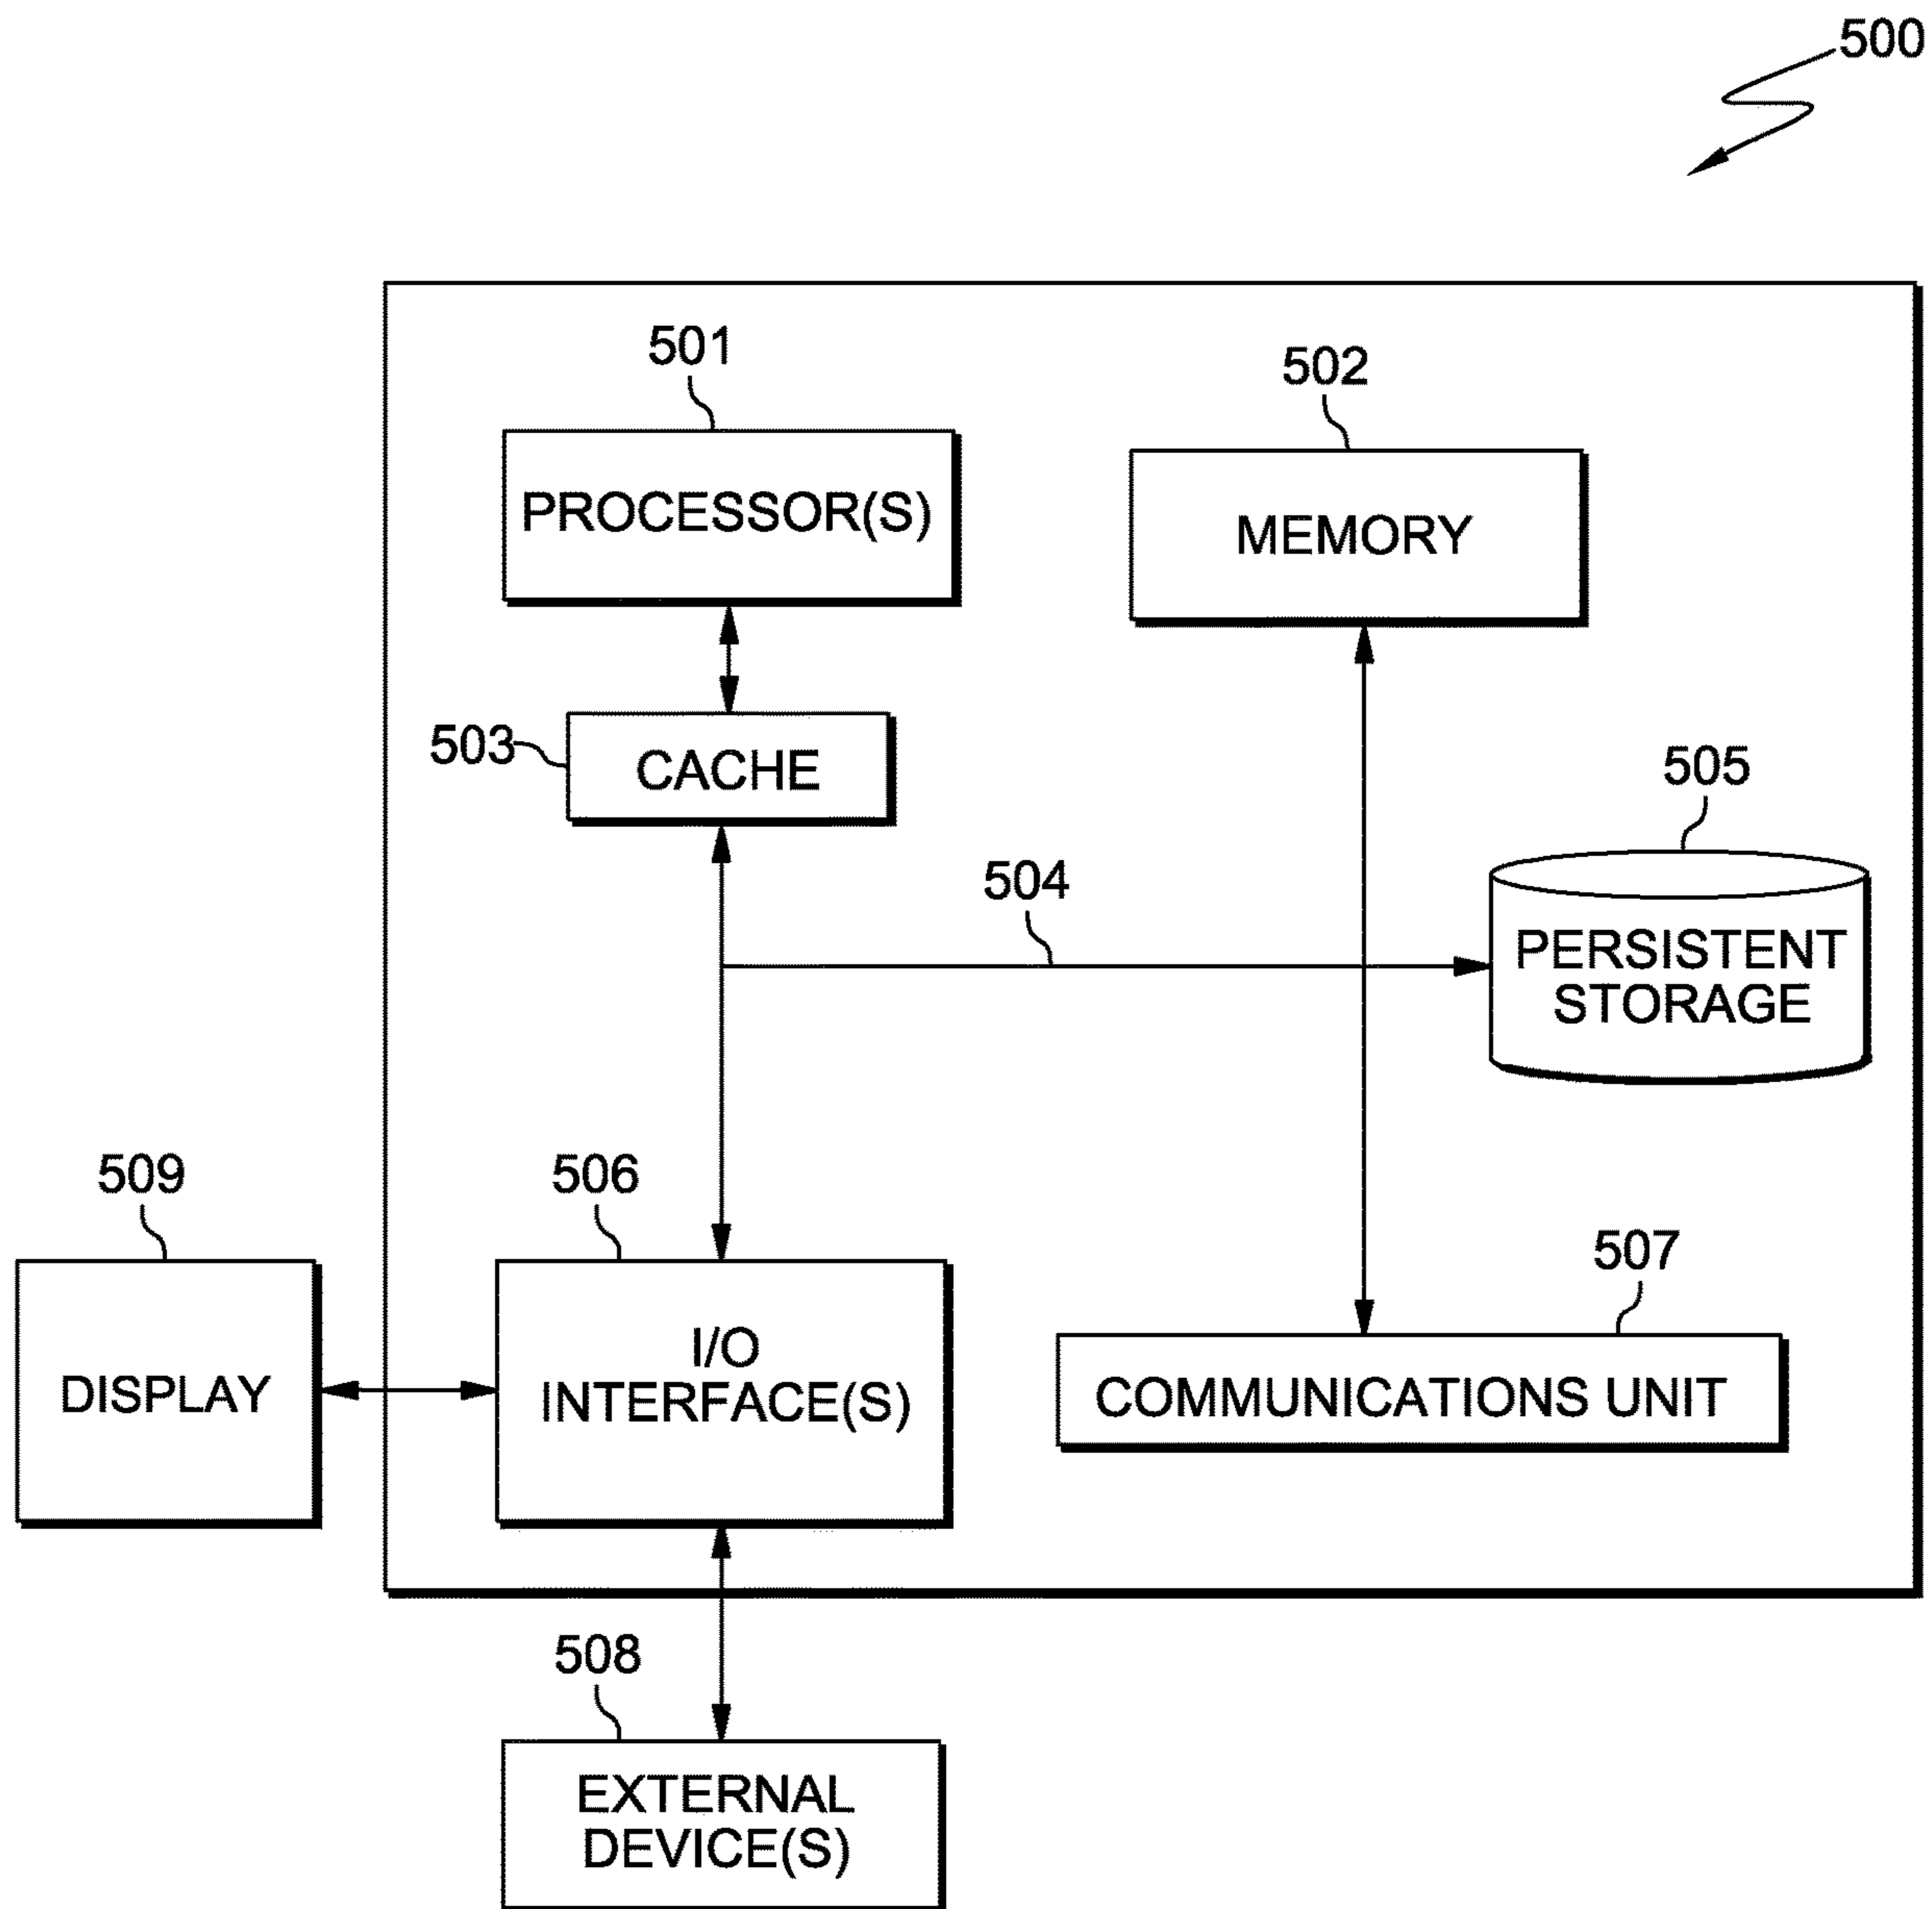 500
501
502
PROCESSOR(S)
MEMORY
503
CACHE
505
504
PERSISTENT
STORAGE
509
506
507
DISPLAY
I/O
INTERFACE(S)
COMMUNICATIONS UNIT
508
EXTERNAL
DEVICE(S)